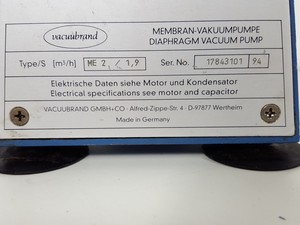 vacuubrand
MEMBRAN-VAKUUMPUMPE
DIAPHRAGM VACUUM PUMP
Type/S [m³/h] ME 2 / 1,9 Ser. No. 17843101 94
Elektrische Daten siehe Motor und Kondensator
Electrical specifications see motor and capacitor
VACUUBRAND GMBH+CO · Alfred-Zippe-Str. 4 · D-97877 Wertheim
Made in Germany